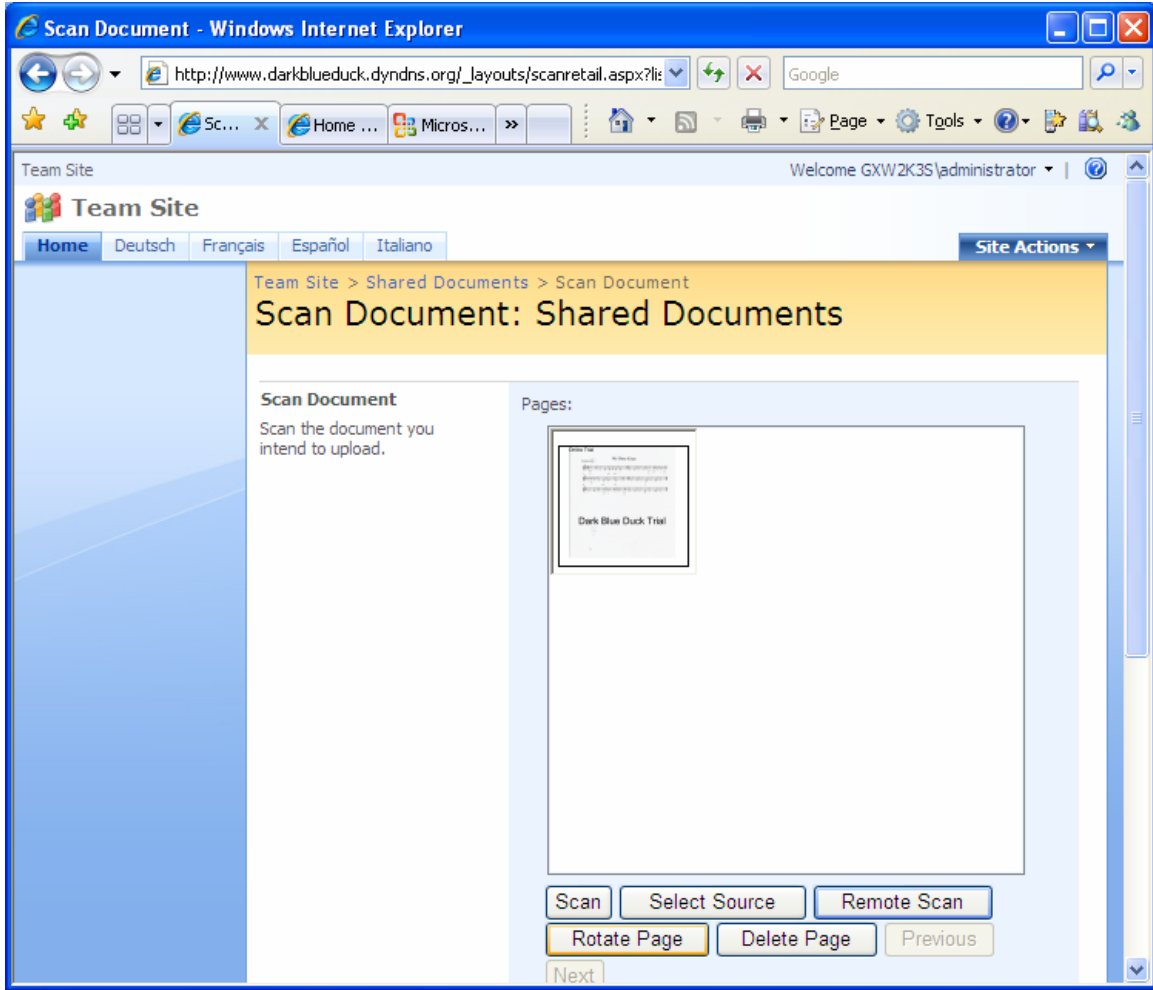 Scan Document - Windows Internet Explorer
http://www.darkblueduck.dyndns.org/_layouts/scanretail.aspx?lis
Google
Sc...
Home ...
Micros...
»
Page
Tools
Team Site
Welcome GXW2K3S\administrator
|
Team Site
Home
Deutsch
Français
Español
Italiano
Site Actions
Team Site > Shared Documents > Scan Document
Scan Document: Shared Documents
Scan Document
Scan the document you
intend to upload.
Pages:
Dark Blue Duck Trial
Scan
Select Source
Remote Scan
Rotate Page
Delete Page
Previous
Next